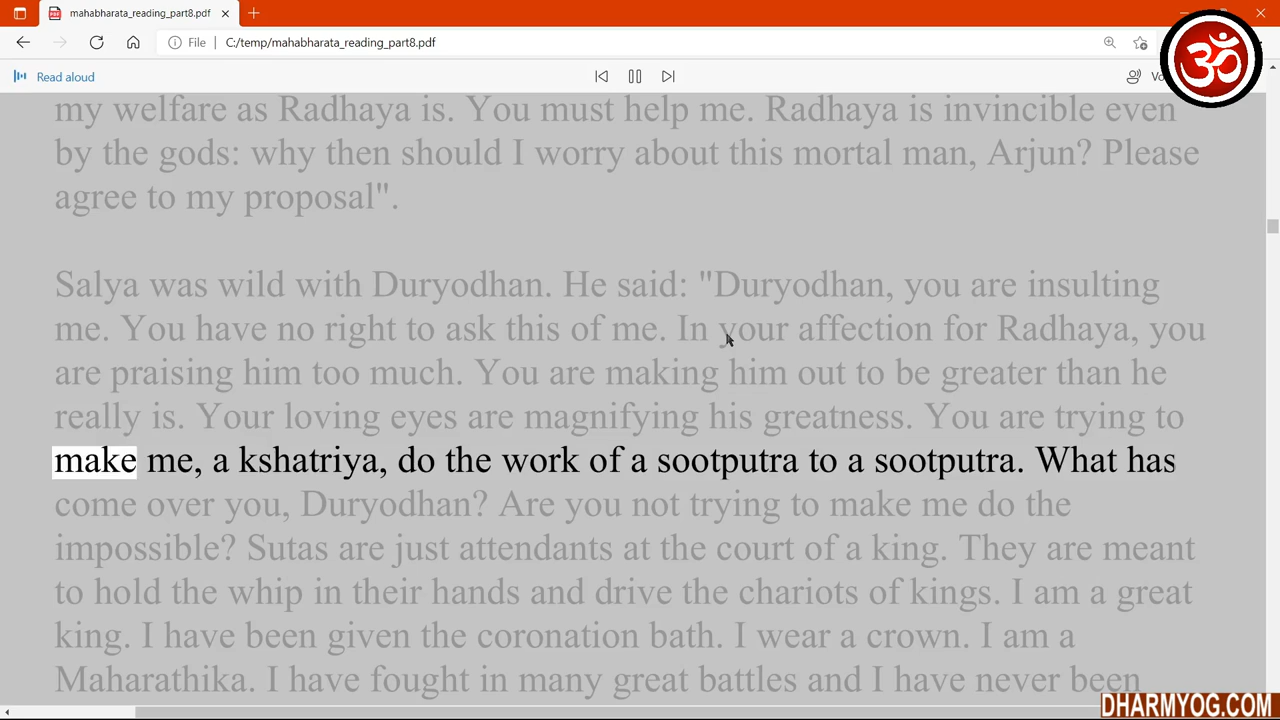 mahabharata_reading_part8.pdf
File C:/temp/mahabharata_reading_part8.pdf
Read aloud
my welfare as Radhaya is. You must help me. Radhaya is invincible even
by the gods: why then should I worry about this mortal man, Arjun? Please
agree to my proposal".
Salya was wild with Duryodhan. He said: "Duryodhan, you are insulting
me. You have no right to ask this of me. In your affection for Radhaya, you
are praising him too much. You are making him out to be greater than he
really is. Your loving eyes are magnifying his greatness. You are trying to
make me, a kshatriya, do the work of a sootputra to a sootputra. What has
come over you, Duryodhan? Are you not trying to make me do the
impossible? Sutas are just attendants at the court of a king. They are meant
to hold the whip in their hands and drive the chariots of kings. I am a great
king. I have been given the coronation bath. I wear a crown. I am a
Maharathika. I have fought in many great battles and I have never been
ॐ
DHARMYOG.COM